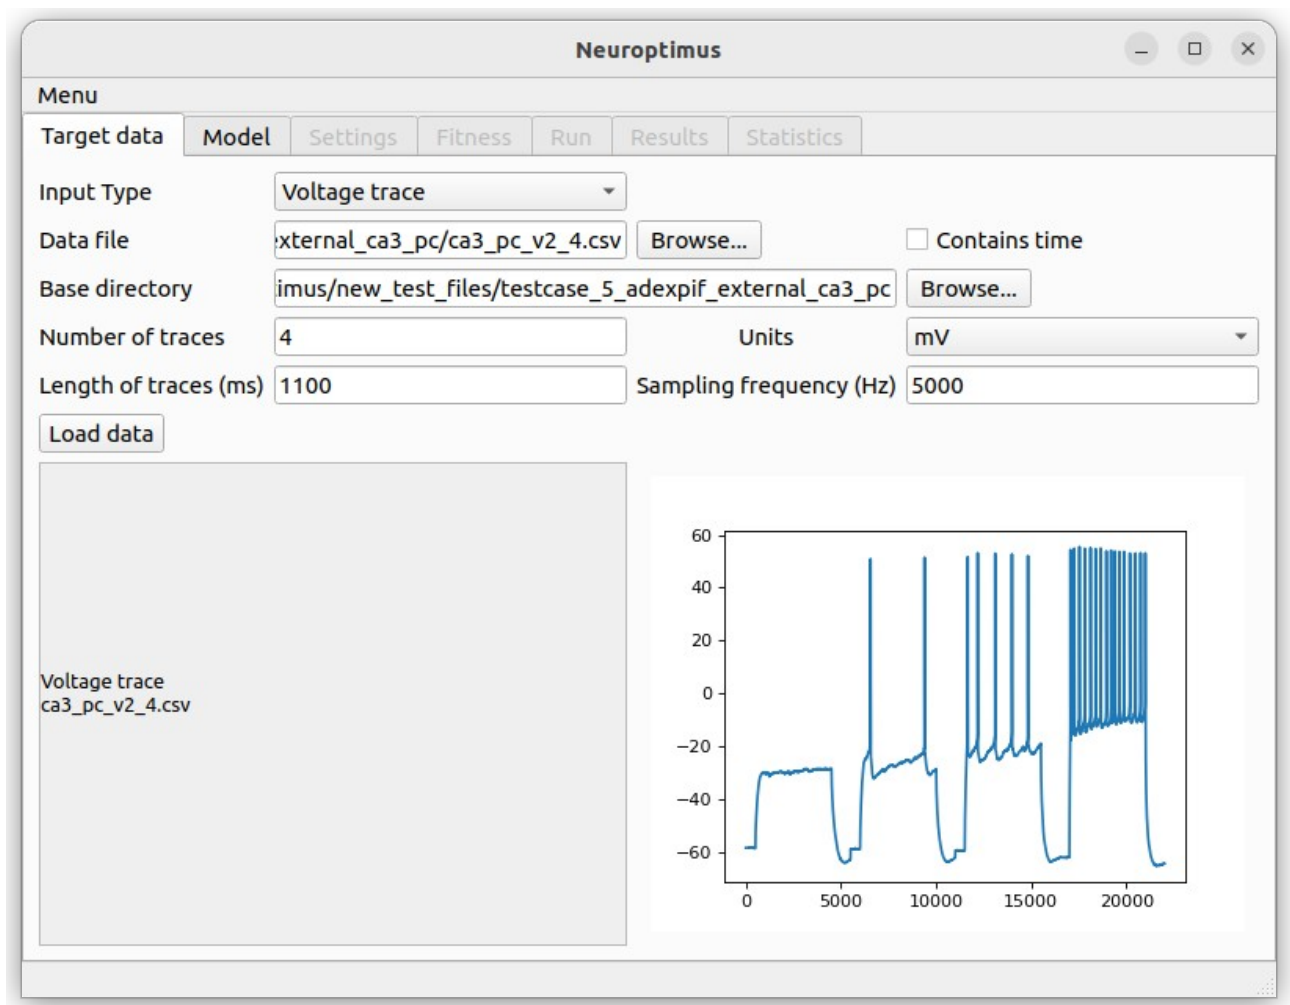 Neuroptimus
Menu
Target data Model Settings Fitness Run Results Statistics
Input Type Voltage trace
Data file xternal_ca3_pc/ca3_pc_v2_4.csv Browse... Contains time
Base directory imus/new_test_files/testcase_5_adexpif_external_ca3_pc Browse...
Number of traces 4 Units mV
Length of traces (ms) 1100 Sampling frequency (Hz) 5000
Load data
Voltage trace
ca3_pc_v2_4.csv
60
40
20
0
−20
−40
−60
0 5000 10000 15000 20000